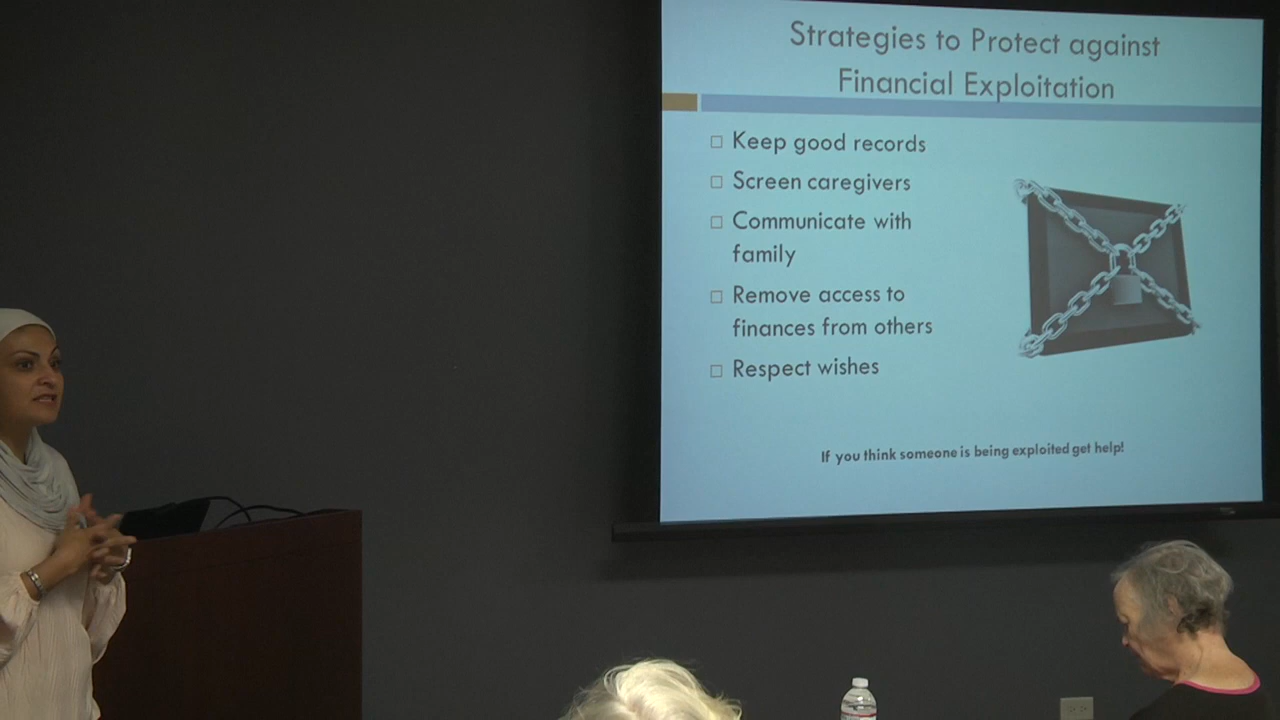 Strategies to Protect against
Financial Exploitation
Keep good records
Screen caregivers
Communicate with
family
Remove access to
finances from others
Respect wishes
If you think someone is being exploited get help!